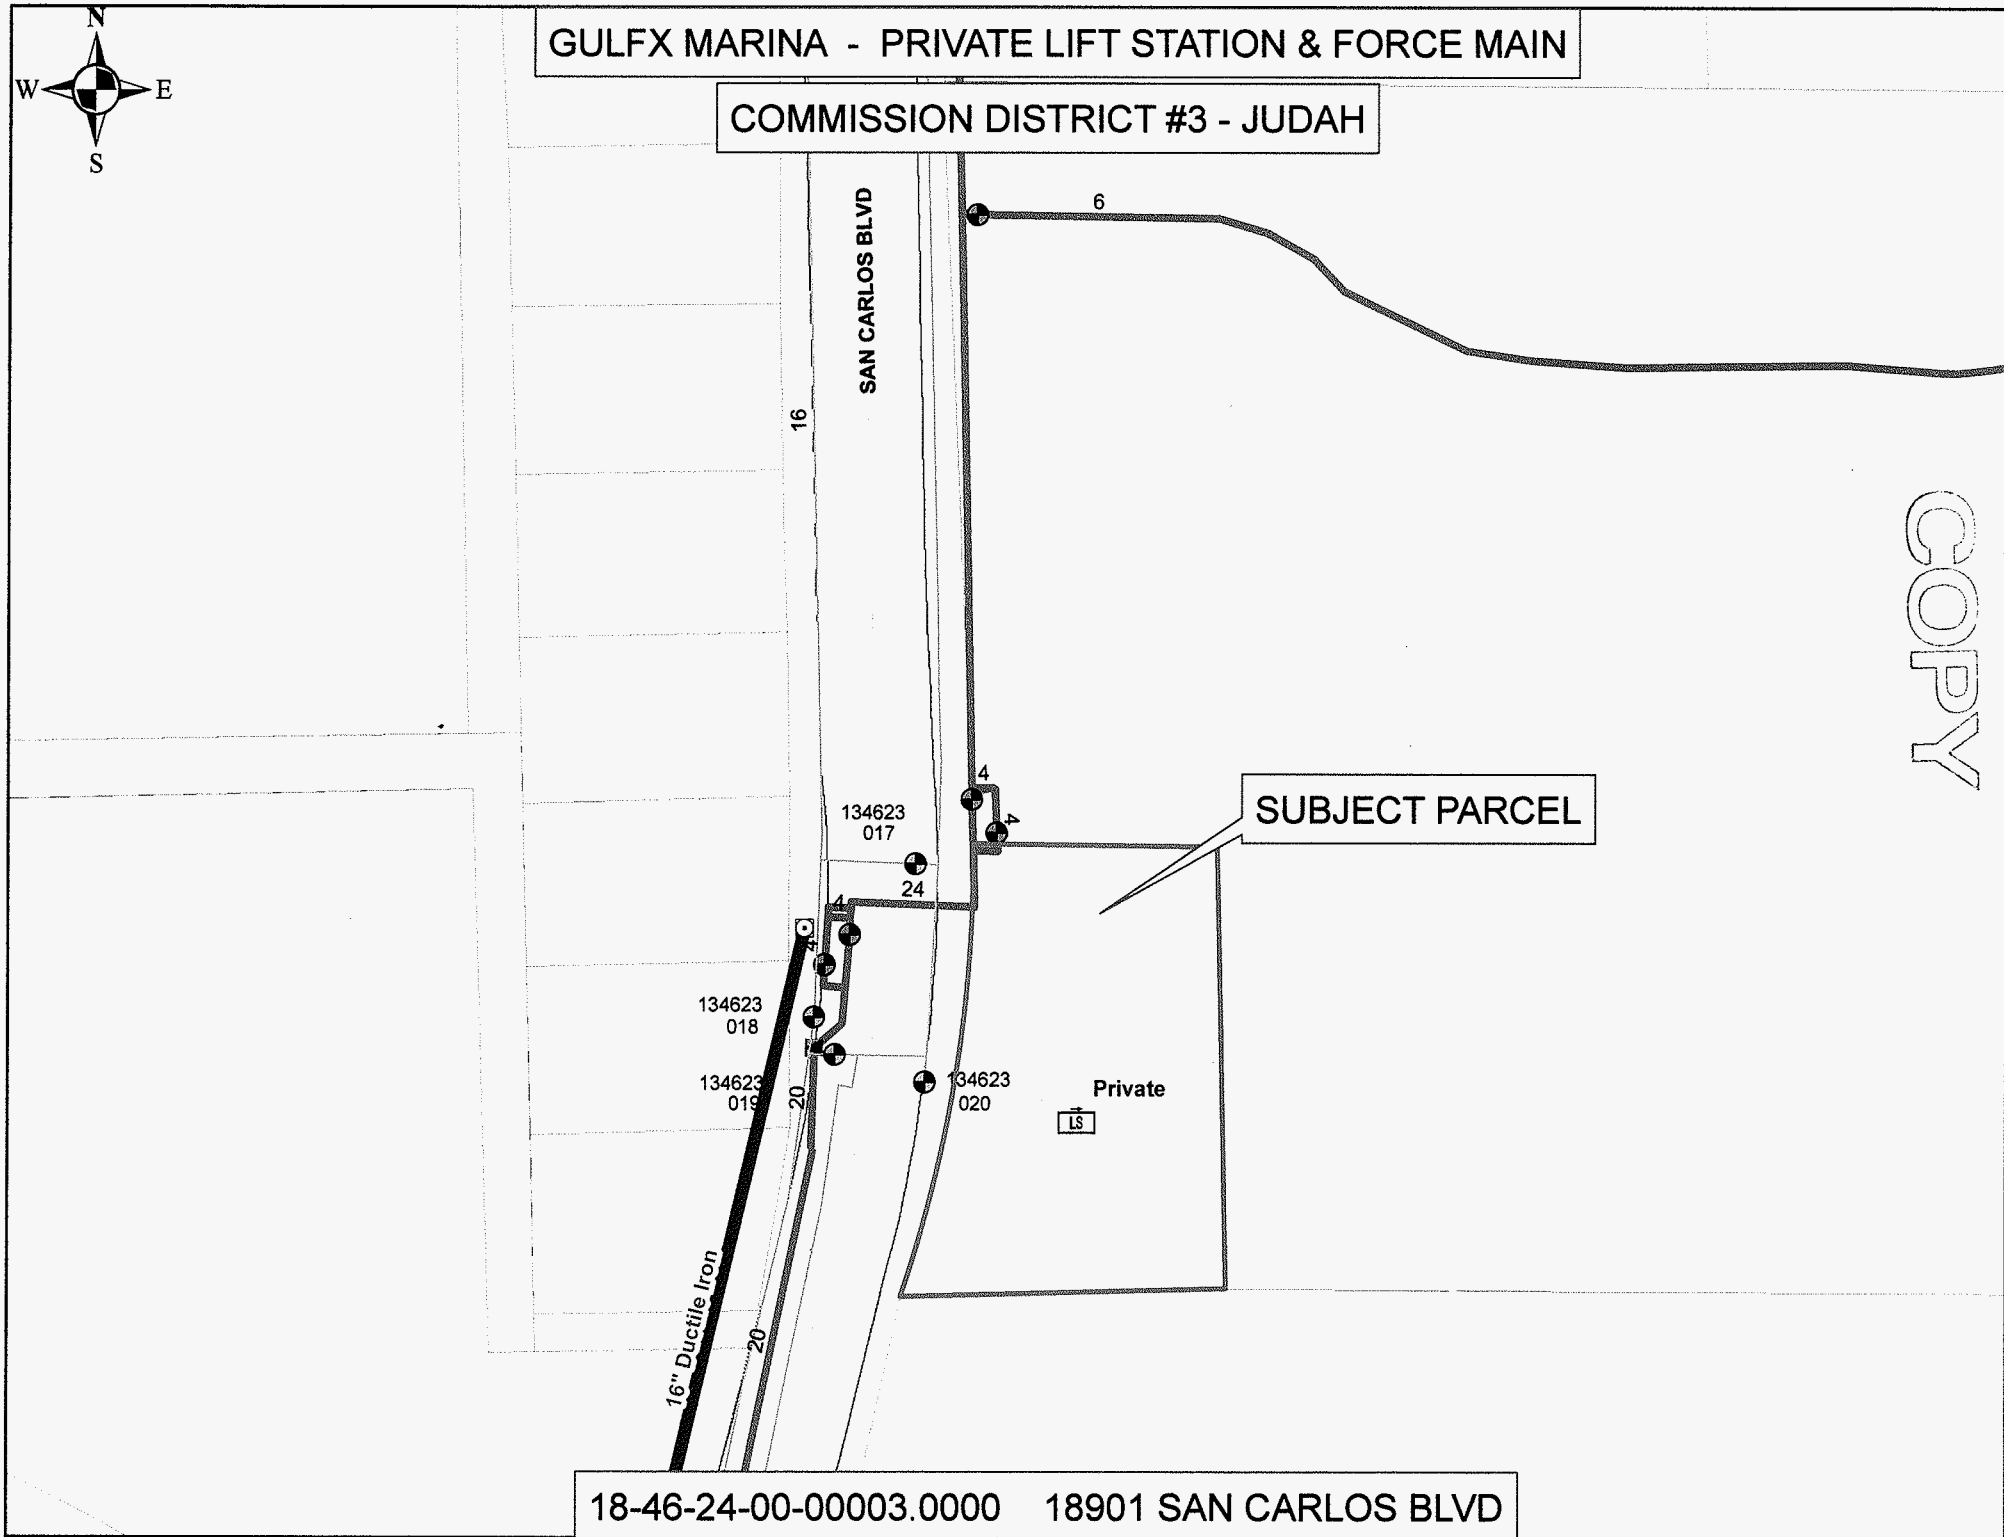 N
W E
S
GULFX MARINA - PRIVATE LIFT STATION & FORCE MAIN
COMMISSION DISTRICT #3 - JUDAH
SAN CARLOS BLVD
6
16
COPY
4
4
SUBJECT PARCEL
134623
017
24
4
4
134623
018
134623
019
20
134623
020
Private
LS
16" Ductile Iron
20
18-46-24-00-00003.0000 18901 SAN CARLOS BLVD